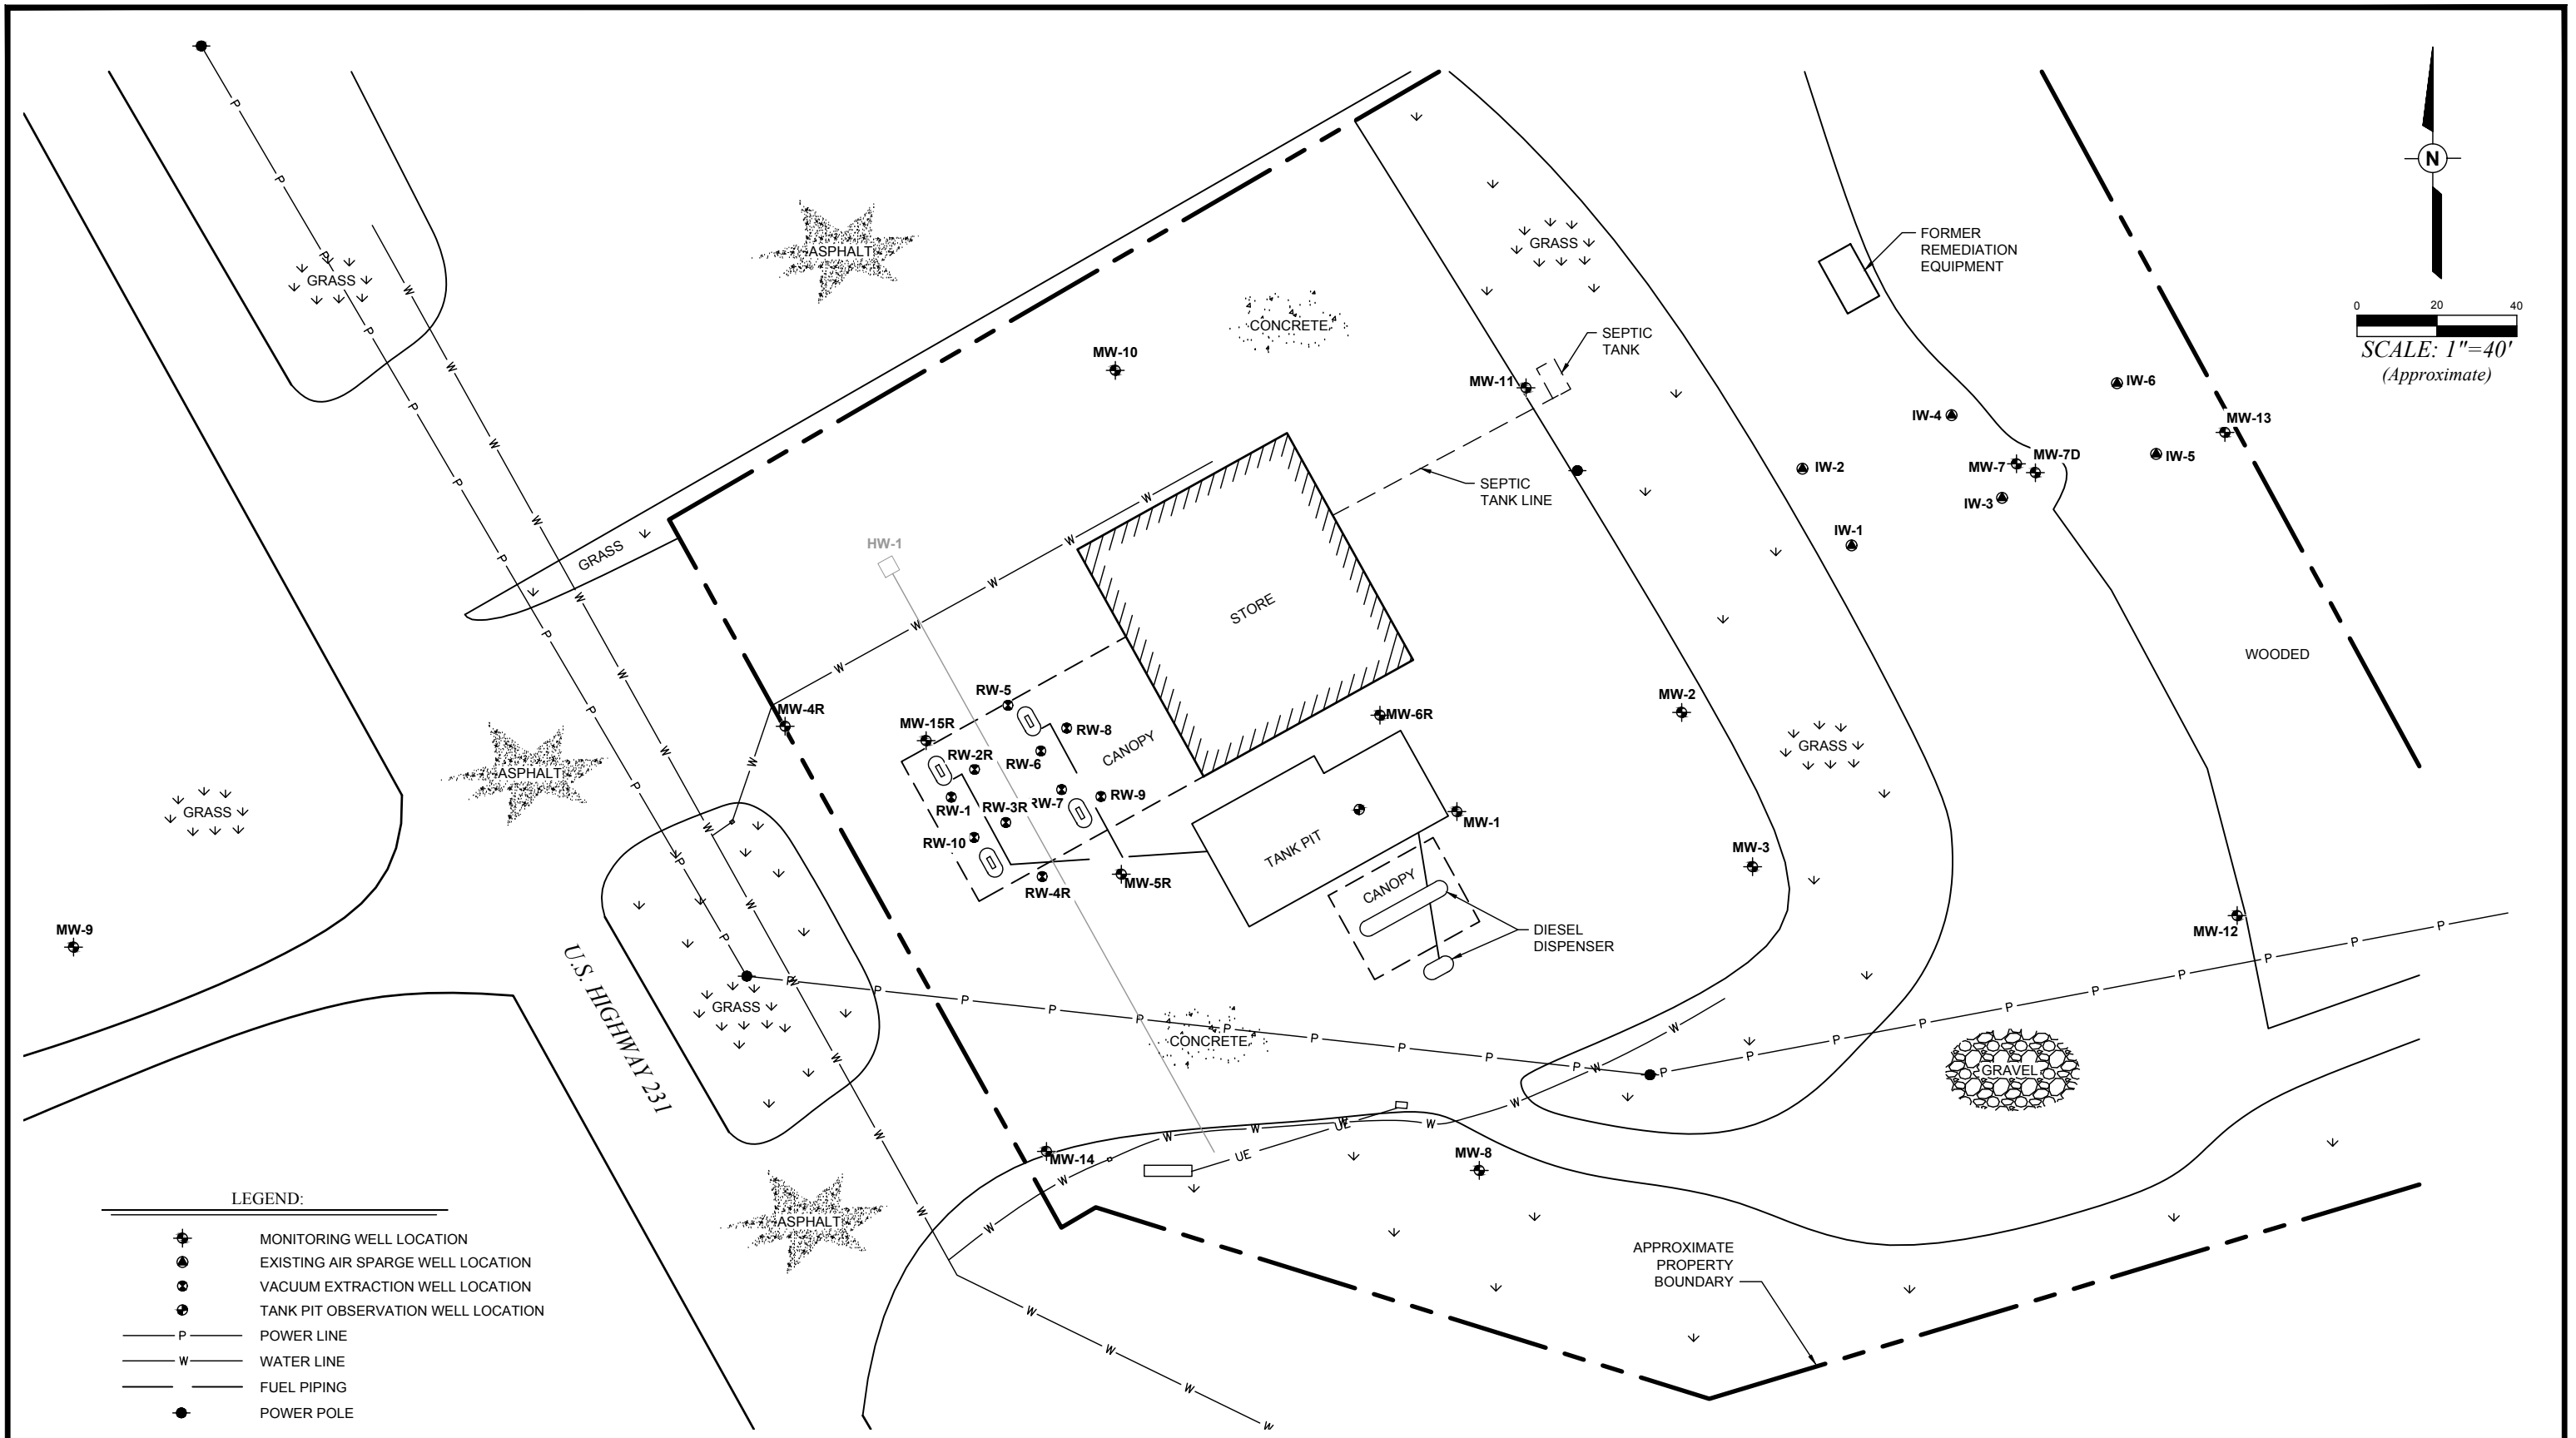 N
0 20 40
SCALE: 1"=40'
(Approximate)
FORMER
REMEDIATION
EQUIPMENT
GRASS
ASPHALT
GRASS
CONCRETE
SEPTIC
TANK
MW-10
MW-11
IW-6
IW-4
MW-13
MW-7D
MW-7
IW-5
IW-2
IW-3
SEPTIC
TANK LINE
IW-1
HW-1
GRASS
STORE
WOODED
RW-5
MW-4R
MW-15R
RW-8
MW-6R
MW-2
CANOPY
GRASS
RW-2R
RW-6
ASPHALT
RW-1
RW-3R
RW-7
RW-9
GRASS
MW-1
RW-10
TANK PIT
MW-3
MW-5R
RW-4R
CANOPY
MW-9
DIESEL
DISPENSER
MW-12
U.S. HIGHWAY 231
GRASS
CONCRETE
GRAVEL
MW-14
UE
UE
MW-8
ASPHALT
APPROXIMATE
PROPERTY
BOUNDARY
LEGEND:
MONITORING WELL LOCATION
EXISTING AIR SPARGE WELL LOCATION
VACUUM EXTRACTION WELL LOCATION
TANK PIT OBSERVATION WELL LOCATION
P POWER LINE
W WATER LINE
FUEL PIPING
POWER POLE